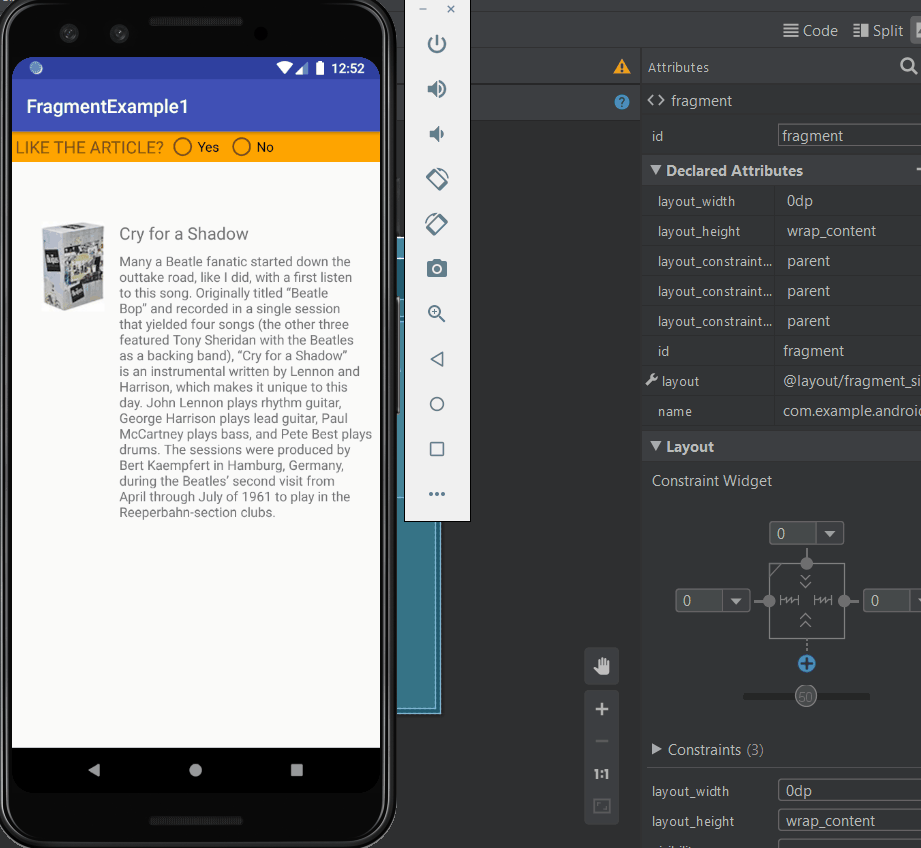 12:52
FragmentExample1
LIKE THE ARTICLE? Yes No
Cry for a Shadow
Many a Beatle fanatic started down the
outtake road, like I did, with a first listen
to this song. Originally titled “Beatle
Bop” and recorded in a single session
that yielded four songs (the other three
featured Tony Sheridan with the Beatles
as a backing band), “Cry for a Shadow”
is an instrumental written by Lennon and
Harrison, which makes it unique to this
day. John Lennon plays rhythm guitar,
George Harrison plays lead guitar, Paul
McCartney plays bass, and Pete Best plays
drums. The sessions were produced by
Bert Kaempfert in Hamburg, Germany,
during the Beatles’ second visit from
April through July of 1961 to play in the
Reeperbahn-section clubs.
1:1
Code Split
Attributes
<> fragment
id fragment
Declared Attributes
layout_width 0dp
layout_height wrap_content
layout_constraint... parent
layout_constraint... parent
layout_constraint... parent
id fragment
layout @layout/fragment_si
name com.example.androi
Layout
Constraint Widget
0
0 0
50
Constraints (3)
layout_width 0dp
layout_height wrap_content